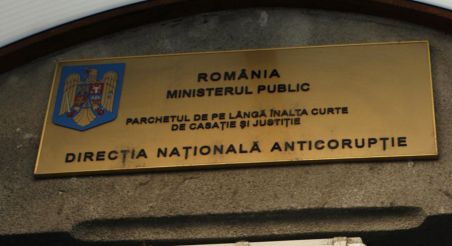 ROMÂNIA
MINISTERUL PUBLIC
PARCHETUL DE PE LÂNGĂ ÎNALTA CURTE
DE CASAȚIE ȘI JUSTIȚIE
DIRECȚIA NAȚIONALĂ ANTICORUPȚIE